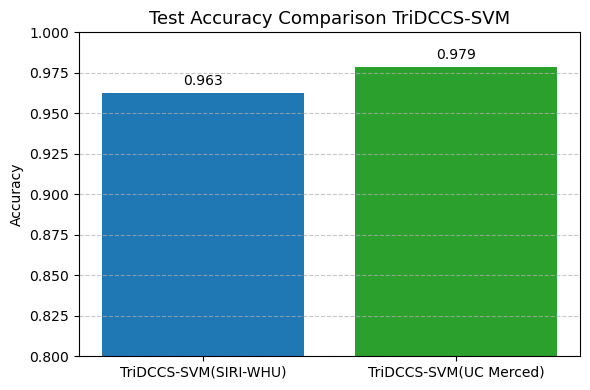 Test Accuracy Comparison TriDCCS-SVM
1.000
0.975
0.950
0.925
0.900
0.875
0.850
0.825
0.800
Accuracy
0.963
0.979
TriDCCS-SVM(SIRI-WHU)
TriDCCS-SVM(UC Merced)